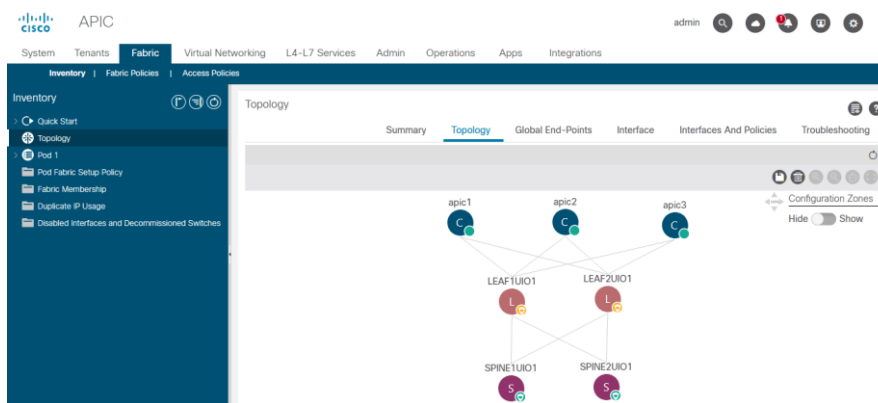 cisco APIC admin 1
System Tenants Fabric Virtual Networking L4-L7 Services Admin Operations Apps Integrations
Inventory | Fabric Policies | Access Policies
Inventory
Quick Start
Topology
Pod 1
Pod Fabric Setup Policy
Fabric Membership
Duplicate IP Usage
Disabled Interfaces and Decommissioned Switches
Topology
Summary Topology Global End-Points Interface Interfaces And Policies Troubleshooting
Configuration Zones
Hide Show
apic1 apic2 apic3
C C C
LEAF1UIO1 LEAF2UIO1
L L
SPINE1UIO1 SPINE2UIO1
S S